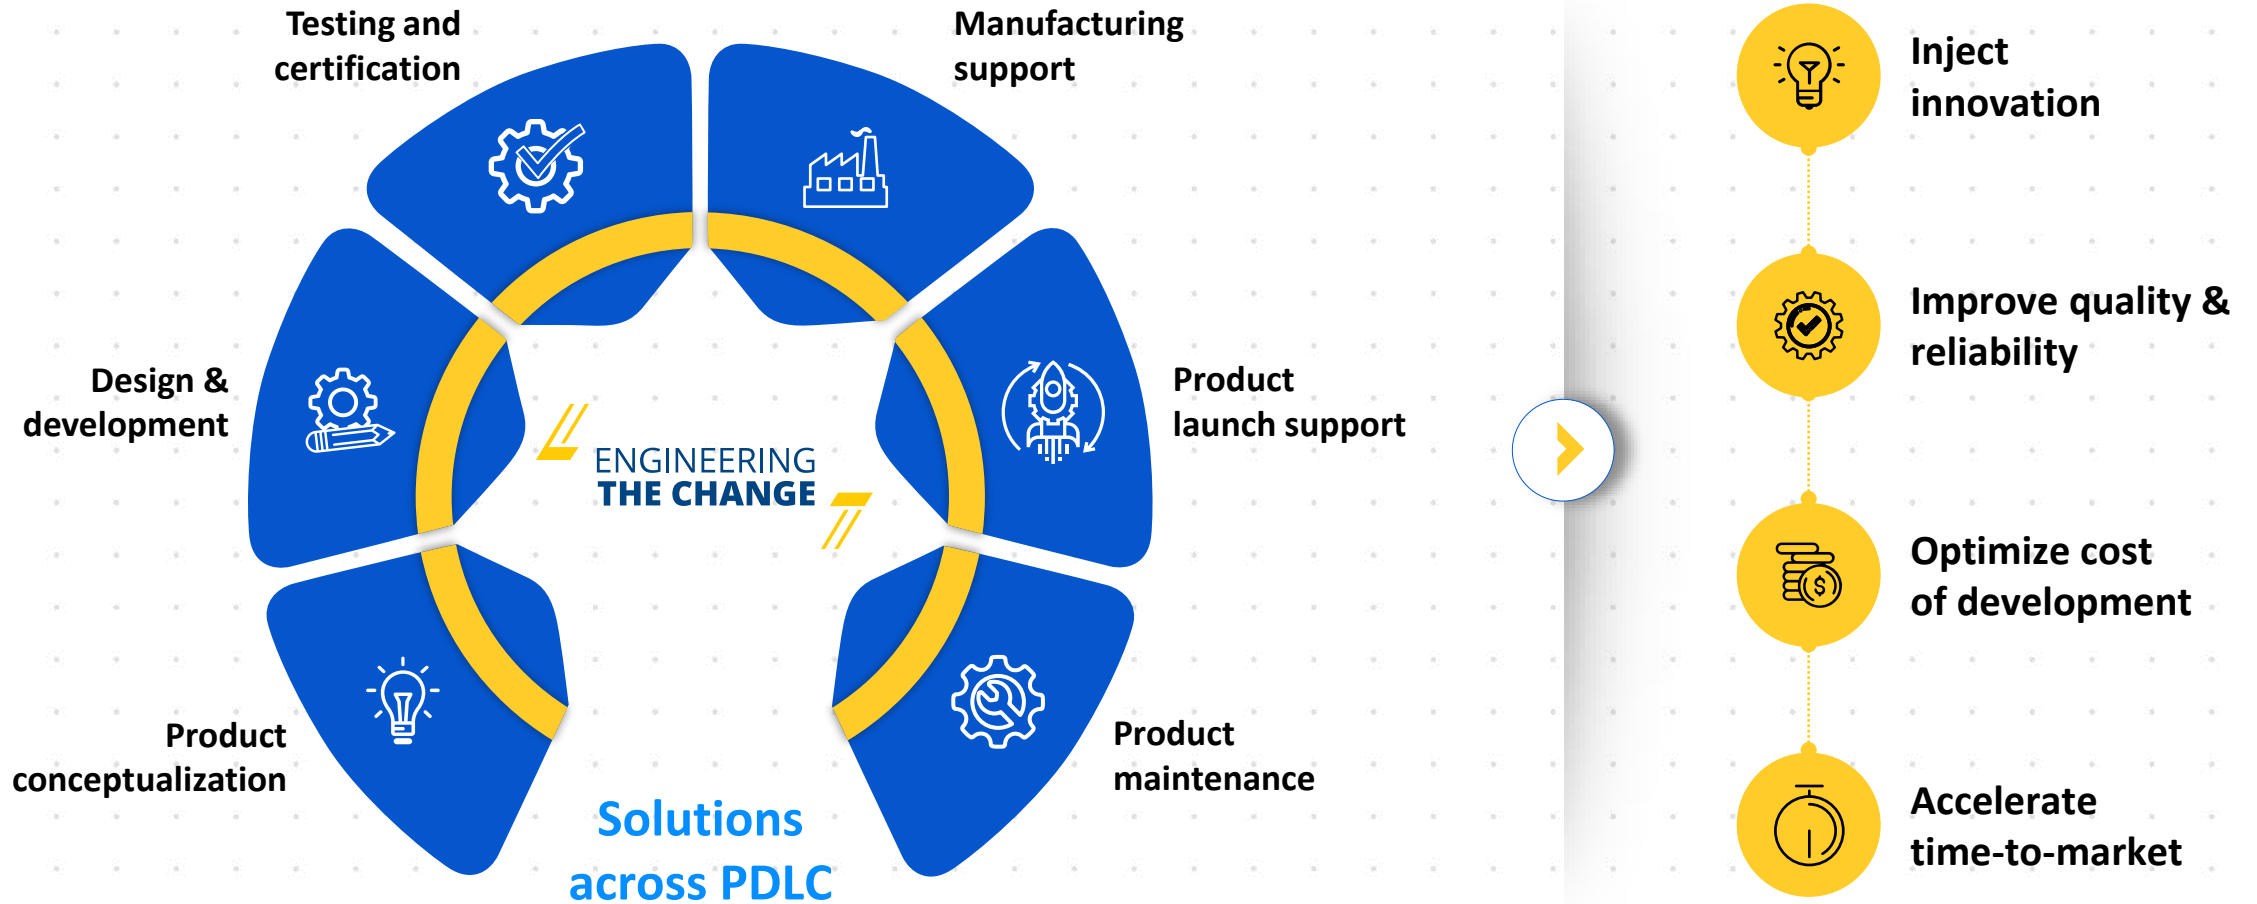 Testing and
certification
Manufacturing
support
Design &
development
Product
launch support
Product
conceptualization
Product
maintenance
ENGINEERING
THE CHANGE
Solutions
across PDLC
Inject
innovation
Improve quality &
reliability
Optimize cost
of development
Accelerate
time-to-market